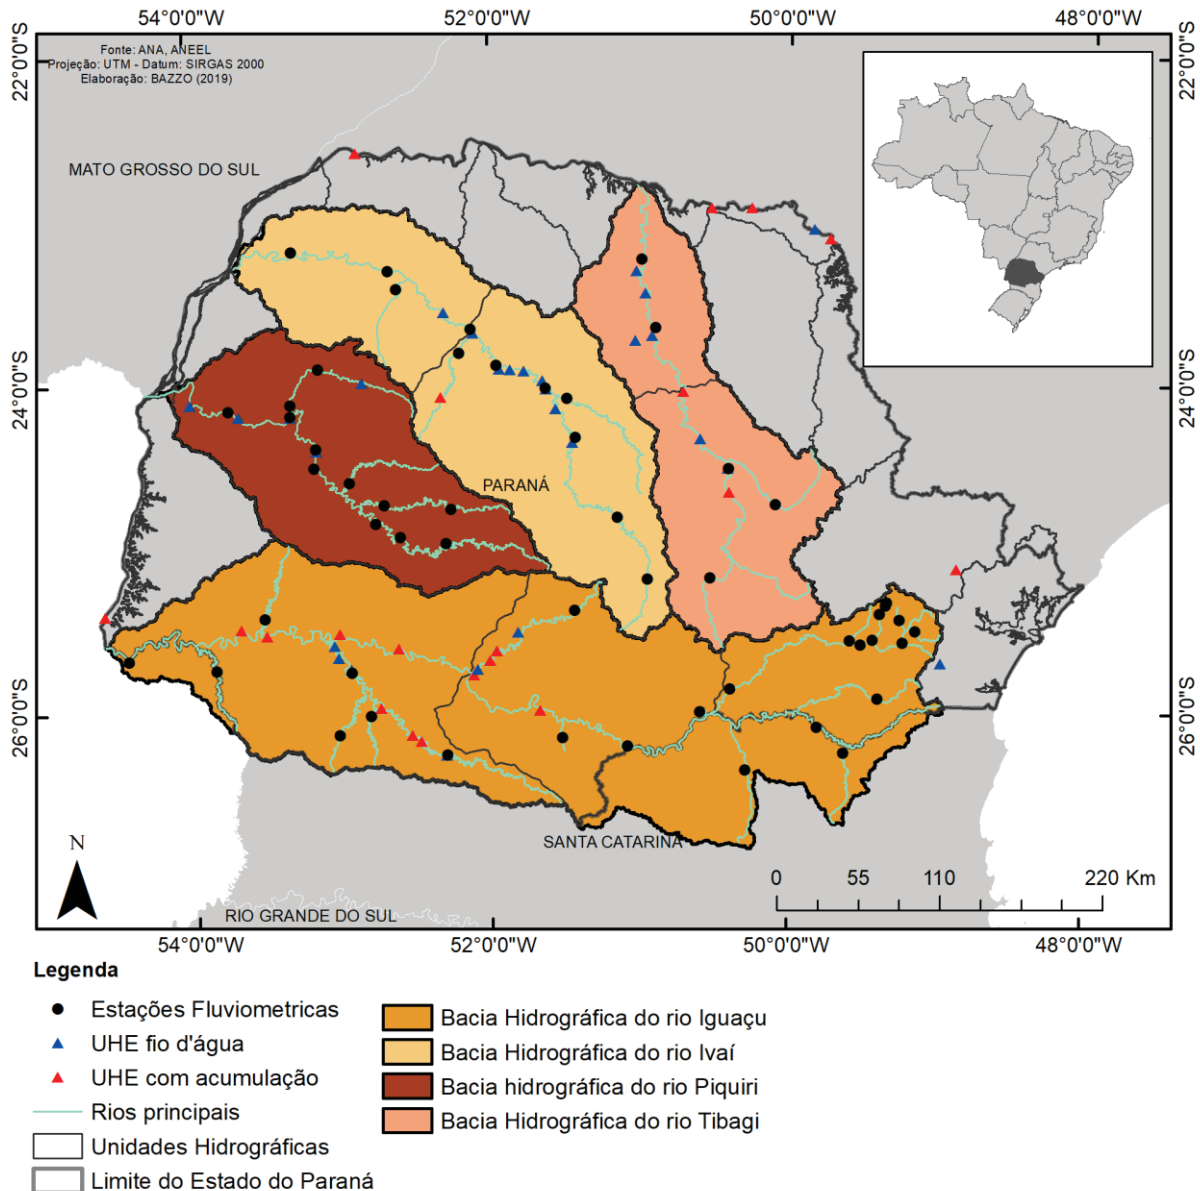 54°0'0"W 52°0'0"W 50°0'0"W 48°0'0"W
22°0'0"S
22°0'0"S
Fonte: ANA, ANEEL
Projeção: UTM - Datum: SIRGAS 2000
Elaboração: BAZZO (2019)
MATO GROSSO DO SUL
24°0'0"S
24°0'0"S
PARANÁ
26°0'0"S
26°0'0"S
SANTA CATARINA
N
0 55 110 220 Km
RIO GRANDE DO SUL
54°0'0"W 52°0'0"W 50°0'0"W 48°0'0"W
Legenda
Estações Fluviometricas
UHE fio d'água
UHE com acumulação
Rios principais
Unidades Hidrográficas
Limite do Estado do Paraná
Bacia Hidrográfica do rio Iguaçu
Bacia Hidrográfica do rio Ivaí
Bacia hidrográfica do rio Piquiri
Bacia Hidrográfica do rio Tibagi